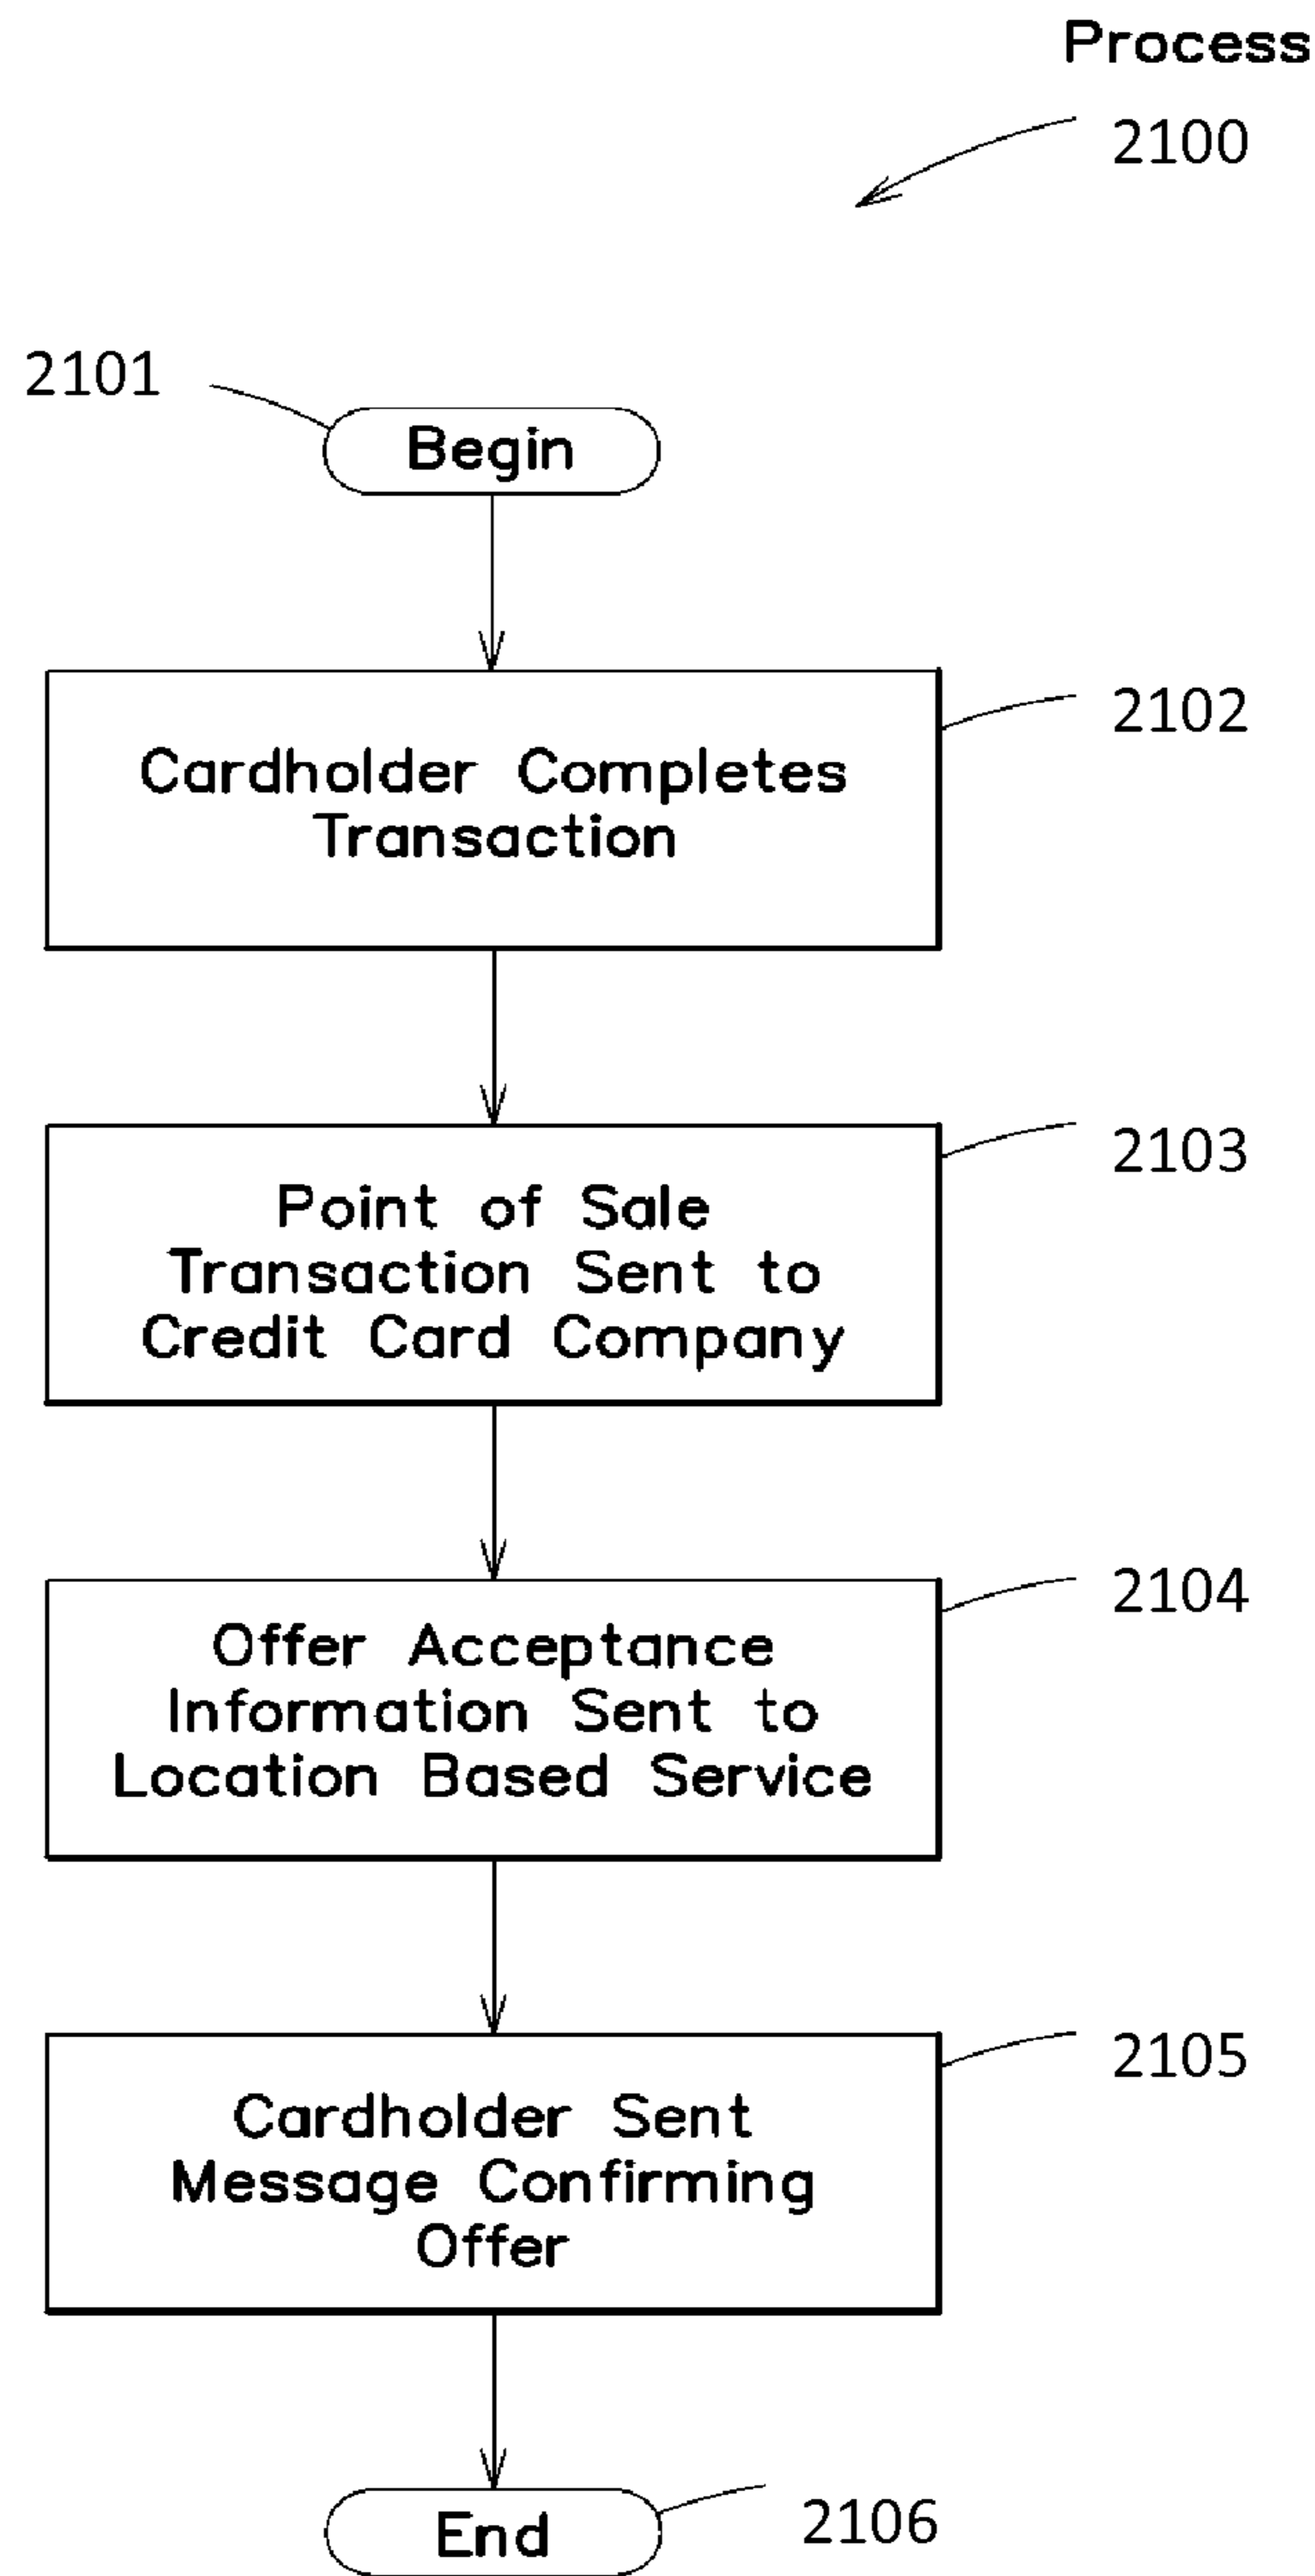 Process
2100
2101
Begin
2102
Cardholder Completes
Transaction
2103
Point of Sale
Transaction Sent to
Credit Card Company
2104
Offer Acceptance
Information Sent to
Location Based Service
2105
Cardholder Sent
Message Confirming
Offer
End
2106